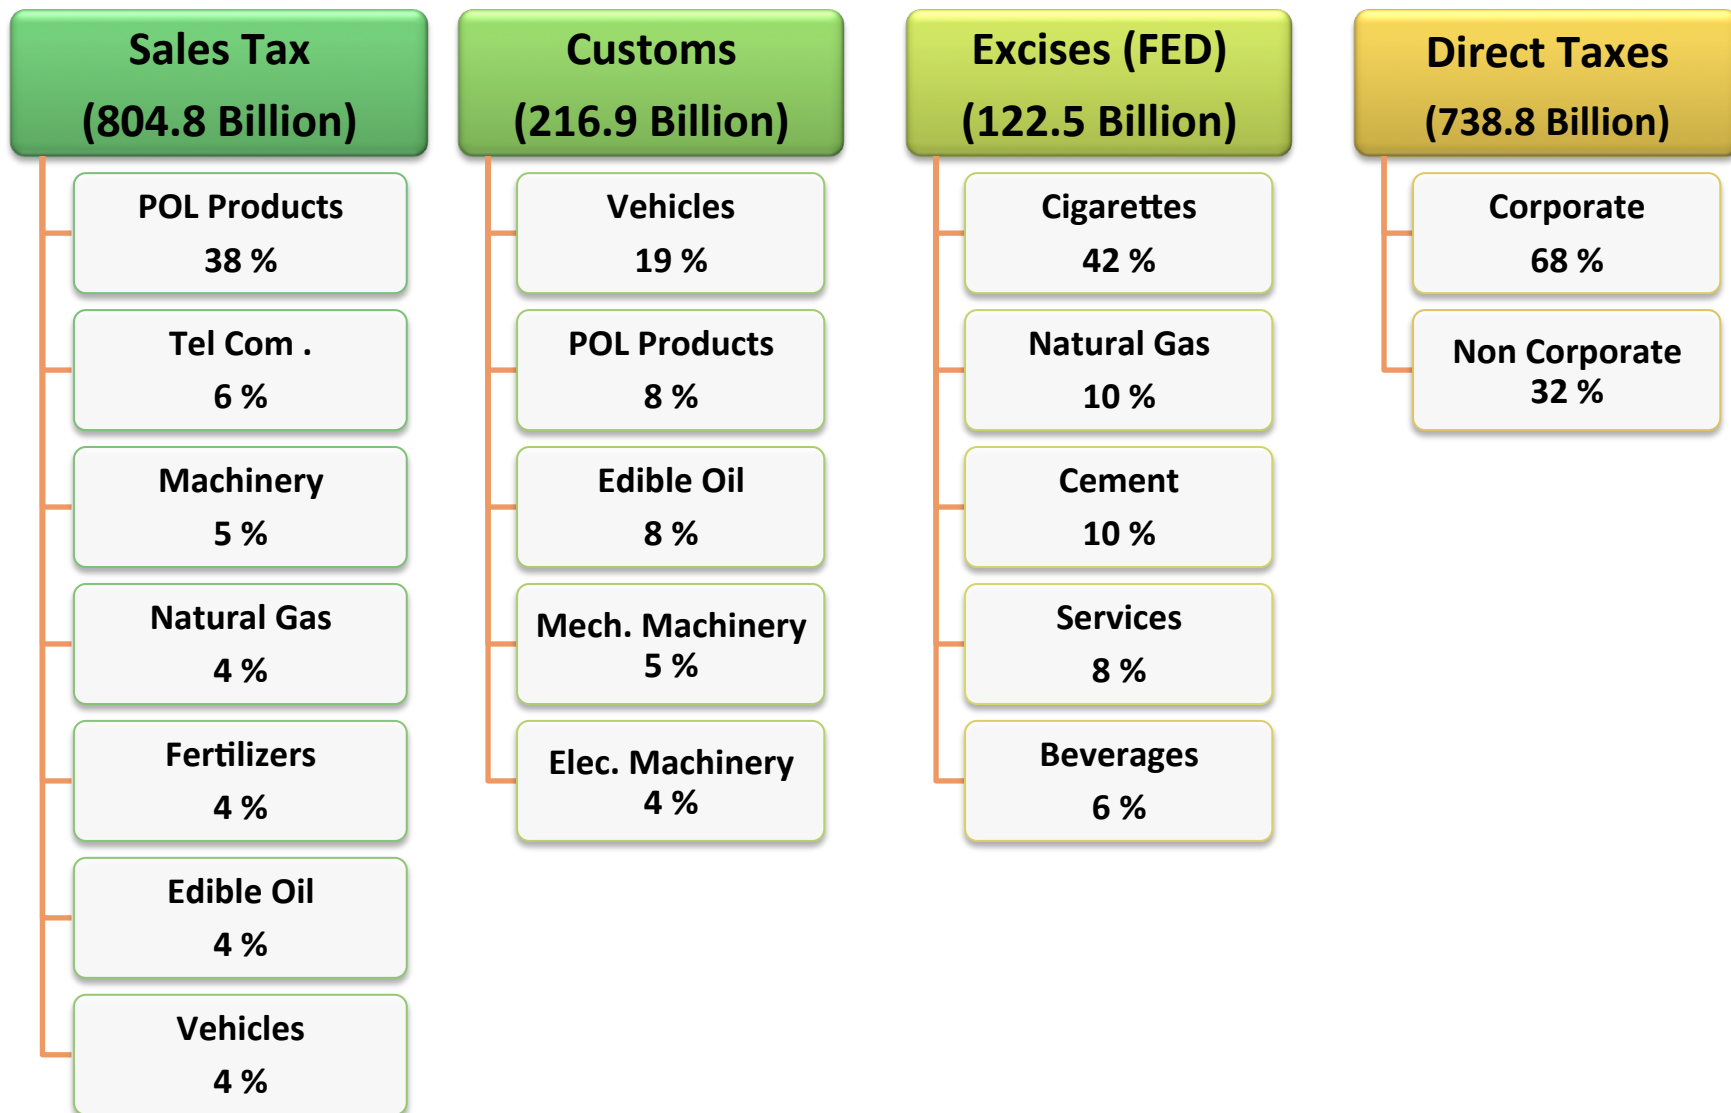 Sales Tax
(804.8 Billion)
POL Products
38 %
Tel Com .
6 %
Machinery
5 %
Natural Gas
4 %
Fertilizers
4 %
Edible Oil
4 %
Vehicles
4 %
Customs
(216.9 Billion)
Vehicles
19 %
POL Products
8 %
Edible Oil
8 %
Mech. Machinery
5 %
Elec. Machinery
4 %
Excises (FED)
(122.5 Billion)
Cigarettes
42 %
Natural Gas
10 %
Cement
10 %
Services
8 %
Beverages
6 %
Direct Taxes
(738.8 Billion)
Corporate
68 %
Non Corporate
32 %